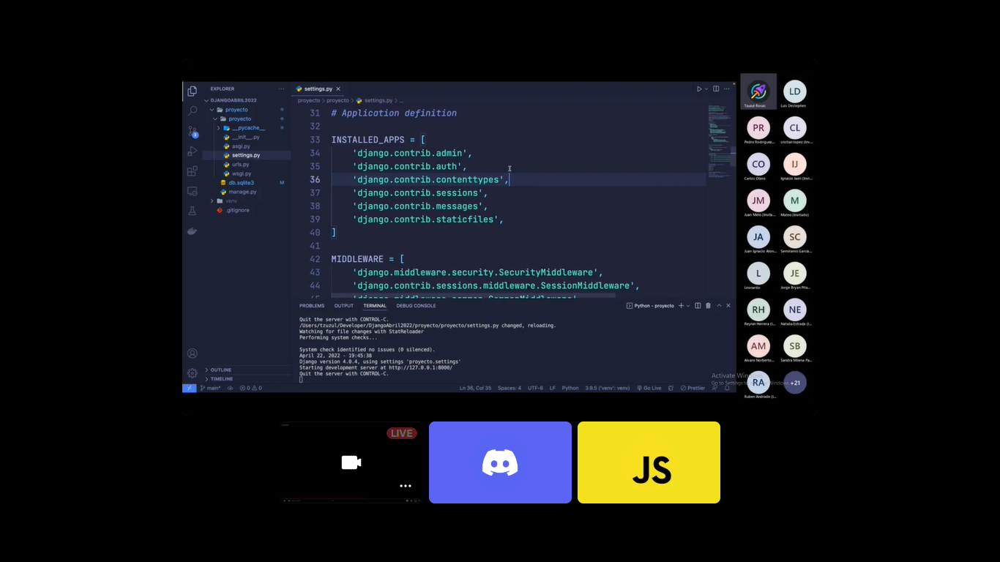 EXPLORER
DJANGOABRIL2022
proyecto
proyecto
__pycache__
__init__.py
asgi.py
settings.py
urls.py
wsgi.py
db.sqlite3 M
manage.py
venv
.gitignore
OUTLINE
TIMELINE
settings.py
proyecto > proyecto > settings.py > ...
31 # Application definition
32
33 INSTALLED_APPS = [
34 'django.contrib.admin',
35 'django.contrib.auth',
36 'django.contrib.contenttypes',
37 'django.contrib.sessions',
38 'django.contrib.messages',
39 'django.contrib.staticfiles',
40 ]
41
42 MIDDLEWARE = [
43 'django.middleware.security.SecurityMiddleware',
44 'django.contrib.sessions.middleware.SessionMiddleware',
45 'django.middleware.common.CommonMiddleware',
PROBLEMS OUTPUT TERMINAL DEBUG CONSOLE
Python - proyecto
Quit the server with CONTROL-C.
/Users/tzuzul/Developer/DjangoAbril2022/proyecto/proyecto/settings.py changed, reloading.
Watching for file changes with StatReloader
Performing system checks...
System check identified no issues (0 silenced).
April 22, 2022 - 19:45:38
Django version 4.0.4, using settings 'proyecto.settings'
Starting development server at http://127.0.0.1:8000/
Quit the server with CONTROL-C.
main* 0 0 Ln 36, Col 35 Spaces: 4 UTF-8 LF Python 3.9.5 ('venv': venv) Go Live Prettier
LD
Tzuzul Rosas Luis Destephen
PR CL
Pedro Rodriguez... cristian lopez (Inv...
CO IJ
Carlos Otero Ignacio Jaen (Inv...
JM M
Juan Melo (Invita... Mateo (Invitado)
JA SC
Juan Ignacio Alon... Semiramis Garcia...
L JE
Leonardo Jorge Bryan Pita...
RH NE
Reyner Herrera (I... Natalia Estrada (I...
AM SB
Alvaro Norberto... Sandra Milena Pa...
Activate Windows
Go to Settings to activate Windows.
RA +21
Ruben Andrade (I...
LIVE
JS